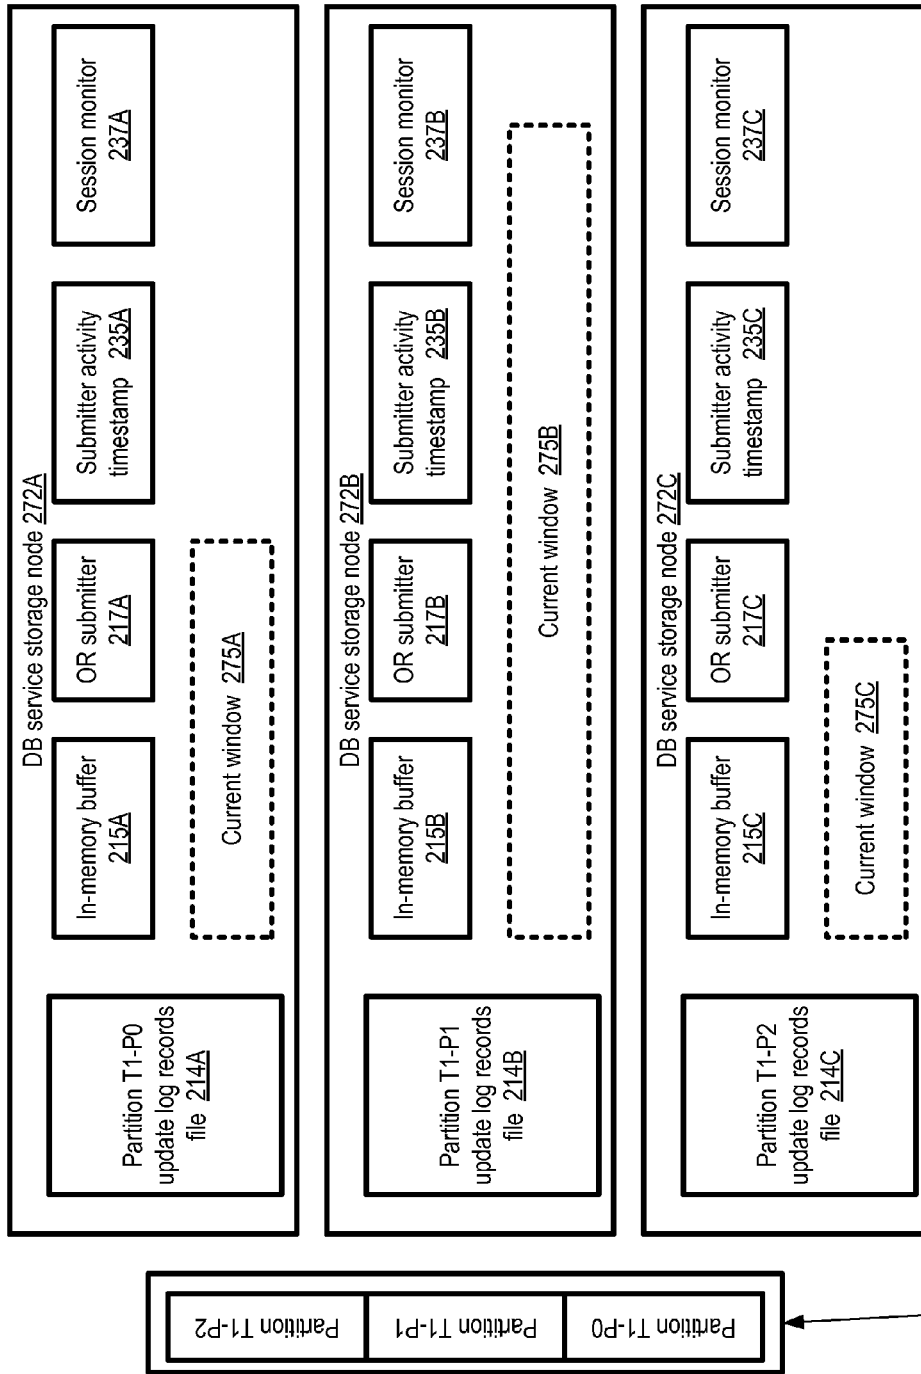 DB service storage node 272A
Partition T1-P0
update log records
file 214A
In-memory buffer
215A
OR submitter
217A
Submitter activity
timestamp 235A
Session monitor
237A
Current window 275A
DB service storage node 272B
Partition T1-P1
update log records
file 214B
In-memory buffer
215B
OR submitter
217B
Submitter activity
timestamp 235B
Session monitor
237B
Current window 275B
DB service storage node 272C
Partition T1-P2
update log records
file 214C
In-memory buffer
215C
OR submitter
217C
Submitter activity
timestamp 235C
Session monitor
237C
Current window 275C
Partition T1-P0
Partition T1-P1
Partition T1-P2